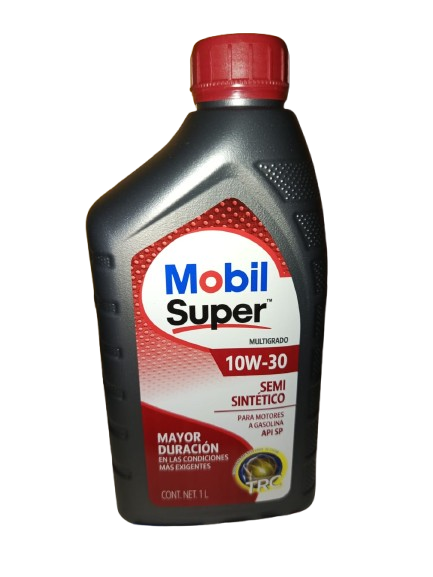 Mobil
Super™
MULTIGRADO
10W-30
SEMI
SINTÉTICO
PARA MOTORES
A GASOLINA
API SP
MAYOR
DURACIÓN
EN LAS CONDICIONES
MAS EXIGENTES
CONT. NET. 1 L
TRC